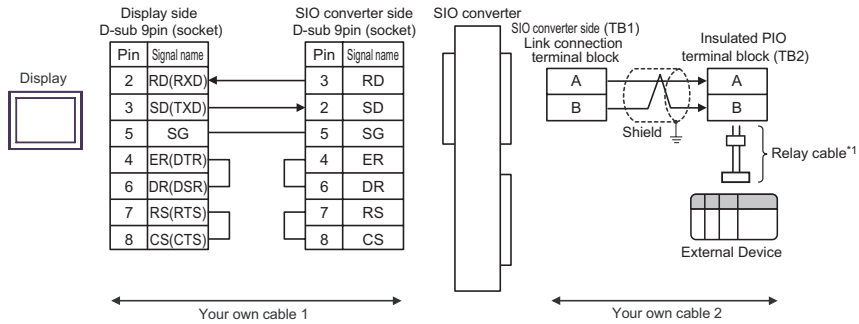 Display side
D-sub 9pin (socket)
SIO converter side
D-sub 9pin (socket)
SIO converter
SIO converter side (TB1)
Link connection
terminal block
Insulated PIO
terminal block (TB2)
Display
Pin Signal name
2 RD(RXD)
3 SD(TXD)
5 SG
4 ER(DTR)
6 DR(DSR)
7 RS(RTS)
8 CS(CTS)
Pin Signal name
3 RD
2 SD
5 SG
4 ER
6 DR
7 RS
8 CS
A
B
Shield
A
B
Relay cable*1
External Device
Your own cable 1
Your own cable 2